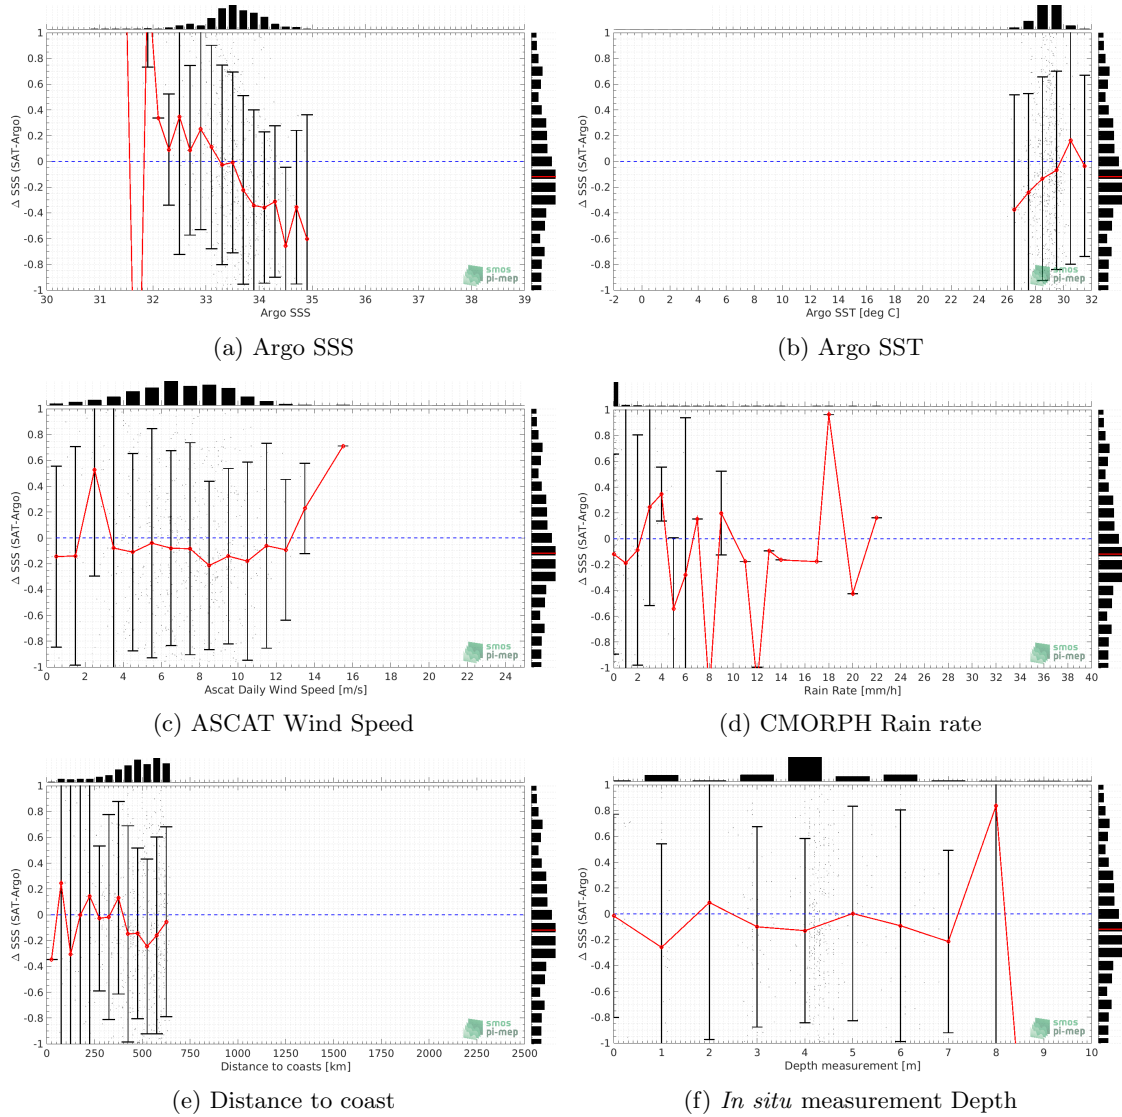 1
0.8
0.6
0.4
0.2
0
-0.2
-0.4
-0.6
-0.8
-1
Δ SSS (SAT-Argo)
30 31 32 33 34 35 36 37 38 39
Argo SSS
smos
pi-mep
(a) Argo SSS
1
0.8
0.6
0.4
0.2
0
-0.2
-0.4
-0.6
-0.8
-1
Δ SSS (SAT-Argo)
-2 0 2 4 6 8 10 12 14 16 18 20 22 24 26 28 30 32
Argo SST [deg C]
smos
pi-mep
(b) Argo SST
1
0.8
0.6
0.4
0.2
0
-0.2
-0.4
-0.6
-0.8
-1
Δ SSS (SAT-Argo)
0 2 4 6 8 10 12 14 16 18 20 22 24
Ascat Daily Wind Speed [m/s]
smos
pi-mep
(c) ASCAT Wind Speed
1
0.8
0.6
0.4
0.2
0
-0.2
-0.4
-0.6
-0.8
-1
Δ SSS (SAT-Argo)
0 2 4 6 8 10 12 14 16 18 20 22 24 26 28 30 32 34 36 38 40
Rain Rate [mm/h]
smos
pi-mep
(d) CMORPH Rain rate
1
0.8
0.6
0.4
0.2
0
-0.2
-0.4
-0.6
-0.8
-1
Δ SSS (SAT-Argo)
0 250 500 750 1000 1250 1500 1750 2000 2250 2500
Distance to coasts [km]
smos
pi-mep
(e) Distance to coast
1
0.8
0.6
0.4
0.2
0
-0.2
-0.4
-0.6
-0.8
-1
Δ SSS (SAT-Argo)
0 1 2 3 4 5 6 7 8 9 10
Depth measurement [m]
smos
pi-mep
(f) In situ measurement Depth